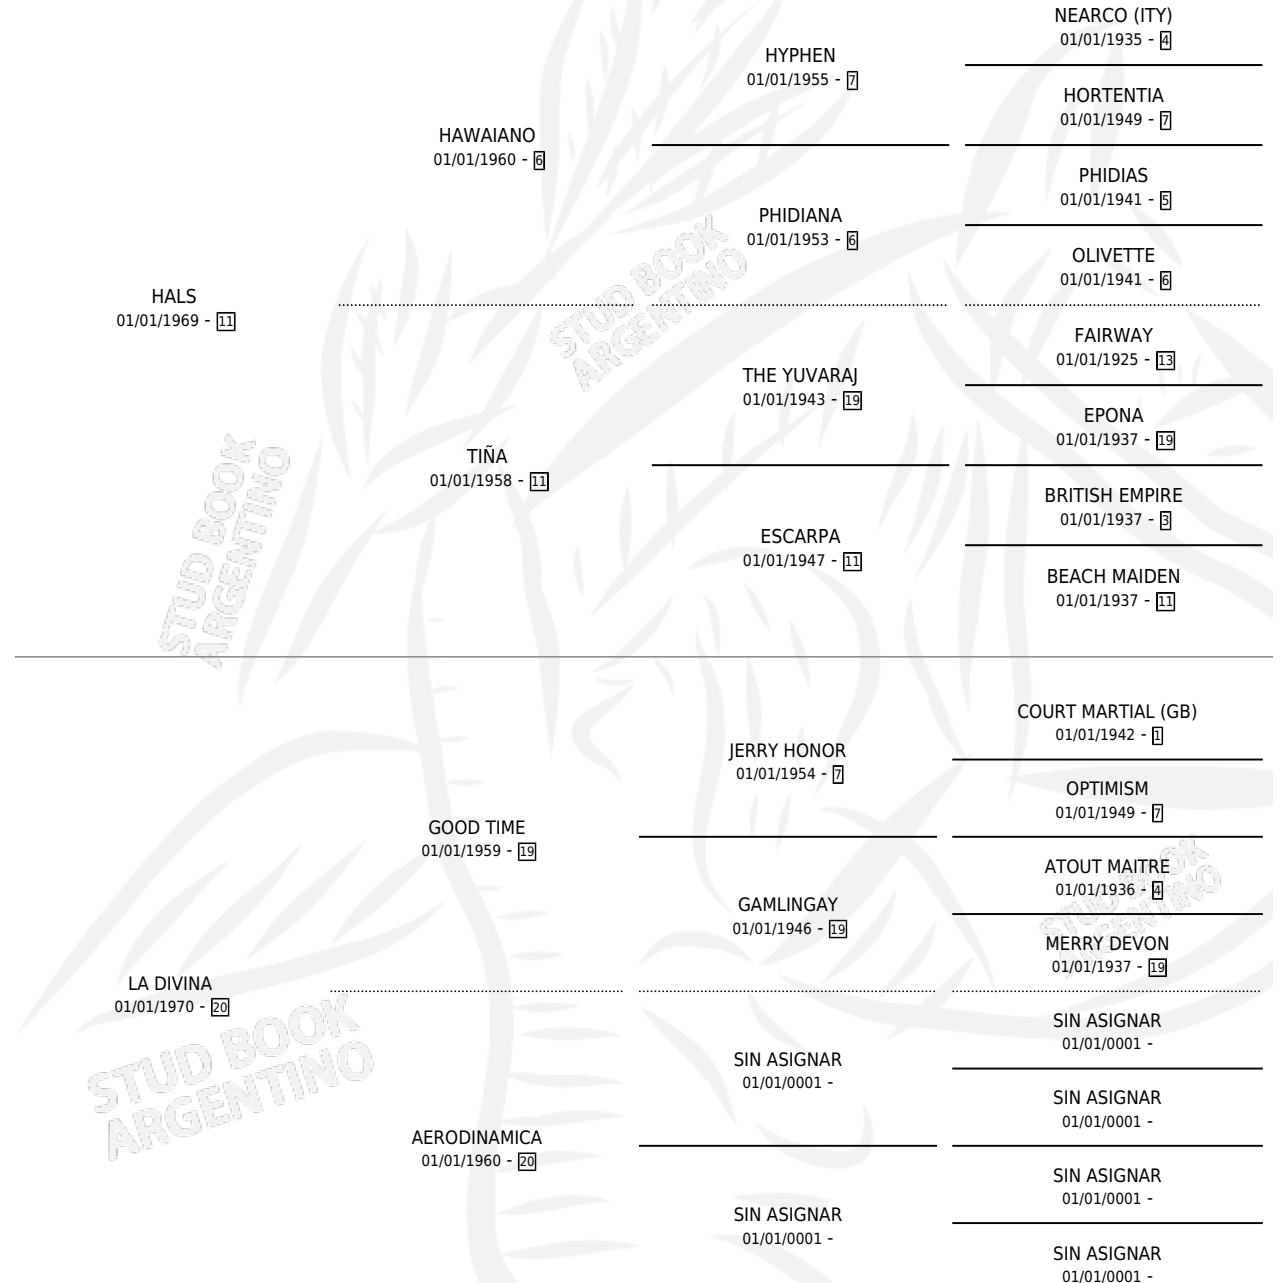 NEARCO (ITY)
01/01/1935 - 4
HYPHEN
01/01/1955 - 7
HORTENTIA
01/01/1949 - 7
HAWAIANO
01/01/1960 - 6
PHIDIAS
01/01/1941 - 5
PHIDIANA
01/01/1953 - 6
OLIVETTE
01/01/1941 - 6
HALS
01/01/1969 - 11
FAIRWAY
01/01/1925 - 13
THE YUVARAJ
01/01/1943 - 19
EPONA
01/01/1937 - 19
TIÑA
01/01/1958 - 11
BRITISH EMPIRE
01/01/1937 - 3
ESCARPA
01/01/1947 - 11
BEACH MAIDEN
01/01/1937 - 11
STUD BOOK
ARGENTINO
STUD BOOK
ARGENTINO
COURT MARTIAL (GB)
01/01/1942 - 1
JERRY HONOR
01/01/1954 - 7
OPTIMISM
01/01/1949 - 7
GOOD TIME
01/01/1959 - 19
ATOUT MAITRE
01/01/1936 - 4
GAMLINGAY
01/01/1946 - 19
MERRY DEVON
01/01/1937 - 19
LA DIVINA
01/01/1970 - 20
SIN ASIGNAR
01/01/0001 -
SIN ASIGNAR
01/01/0001 -
SIN ASIGNAR
01/01/0001 -
AERODINAMICA
01/01/1960 - 20
SIN ASIGNAR
01/01/0001 -
SIN ASIGNAR
01/01/0001 -
SIN ASIGNAR
01/01/0001 -
STUD BOOK
ARGENTINO
STUD BOOK
ARGENTINO